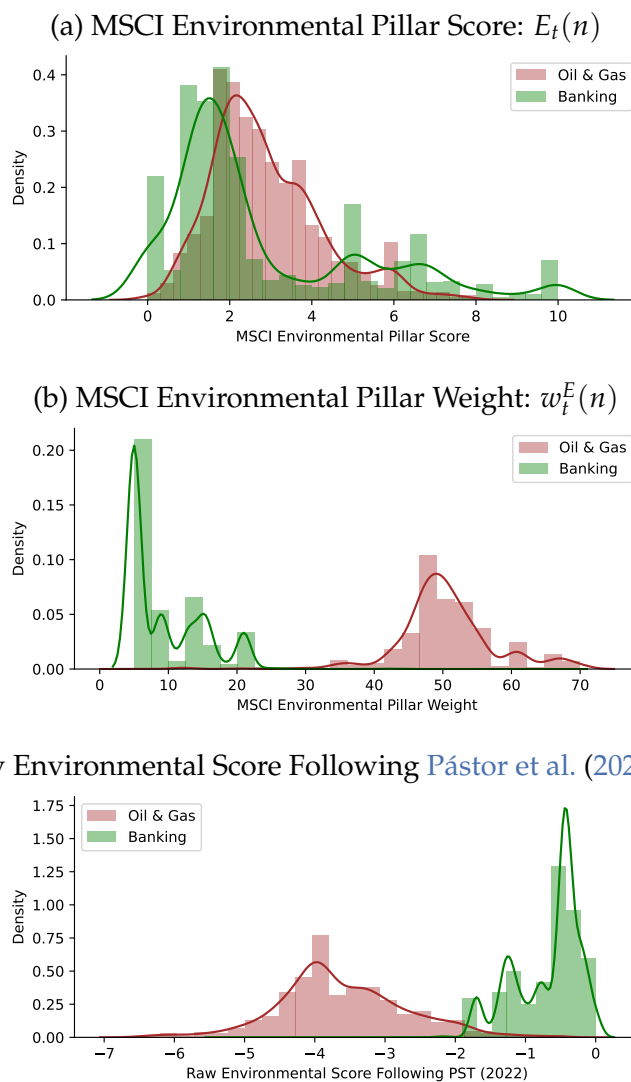 (a) MSCI Environmental Pillar Score: E_t(n)
0.4
0.3
0.2
0.1
0.0
Density
Oil & Gas
Banking
0 2 4 6 8 10
MSCI Environmental Pillar Score
(b) MSCI Environmental Pillar Weight: w_t^E(n)
0.20
0.15
0.10
0.05
0.00
Density
Oil & Gas
Banking
0 10 20 30 40 50 60 70
MSCI Environmental Pillar Weight
Environmental Score Following Pástor et al. (202
1.75
1.50
1.25
1.00
0.75
0.50
0.25
0.00
Density
Oil & Gas
Banking
−7 −6 −5 −4 −3 −2 −1 0
Raw Environmental Score Following PST (2022)